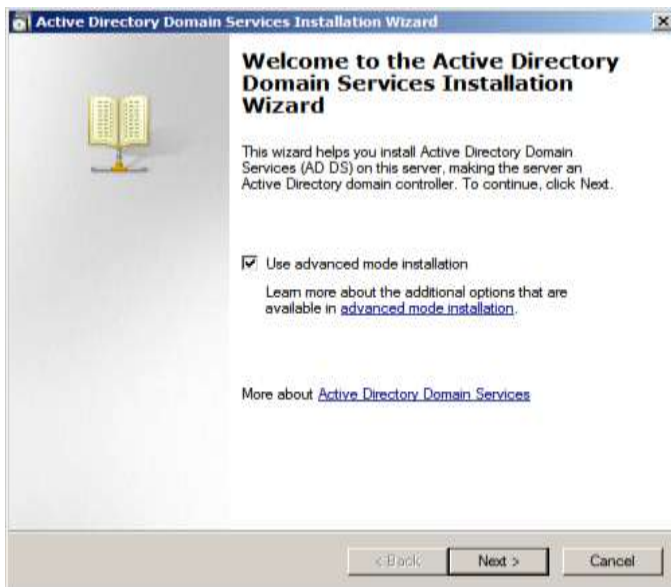 Active Directory Domain Services Installation Wizard
Welcome to the Active Directory
Domain Services Installation
Wizard
This wizard helps you install Active Directory Domain
Services (AD DS) on this server, making the server an
Active Directory domain controller. To continue, click Next.
Use advanced mode installation
Learn more about the additional options that are
available in advanced mode installation.
More about Active Directory Domain Services
< Back Next > Cancel